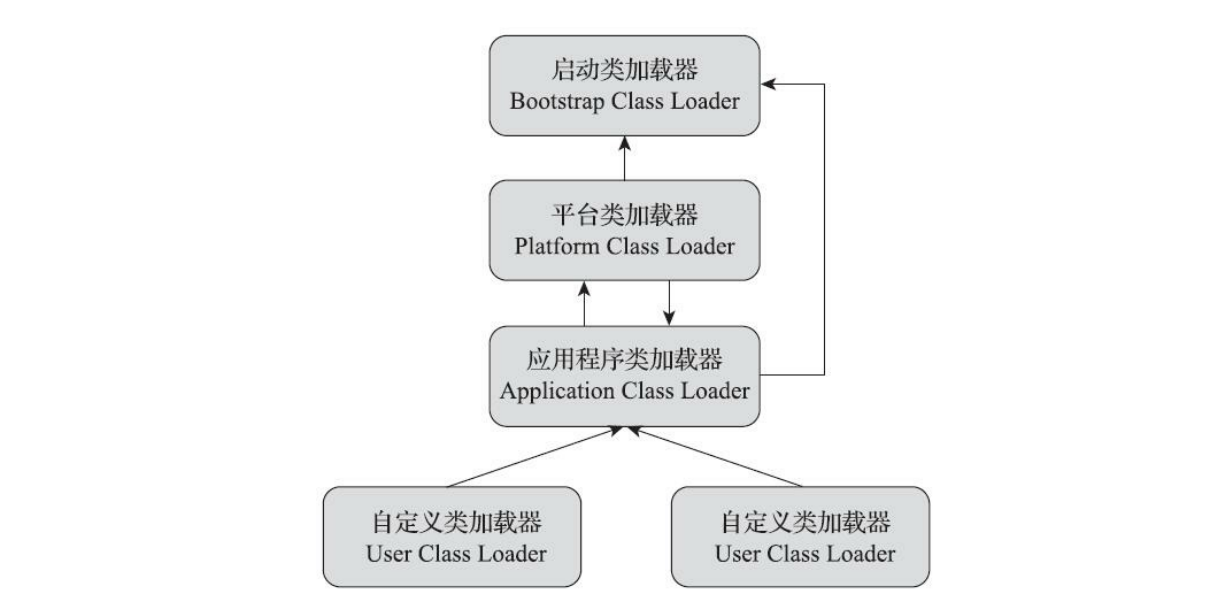 启动类加载器
Bootstrap Class Loader
平台类加载器
Platform Class Loader
应用程序类加载器
Application Class Loader
自定义类加载器
User Class Loader
自定义类加载器
User Class Loader